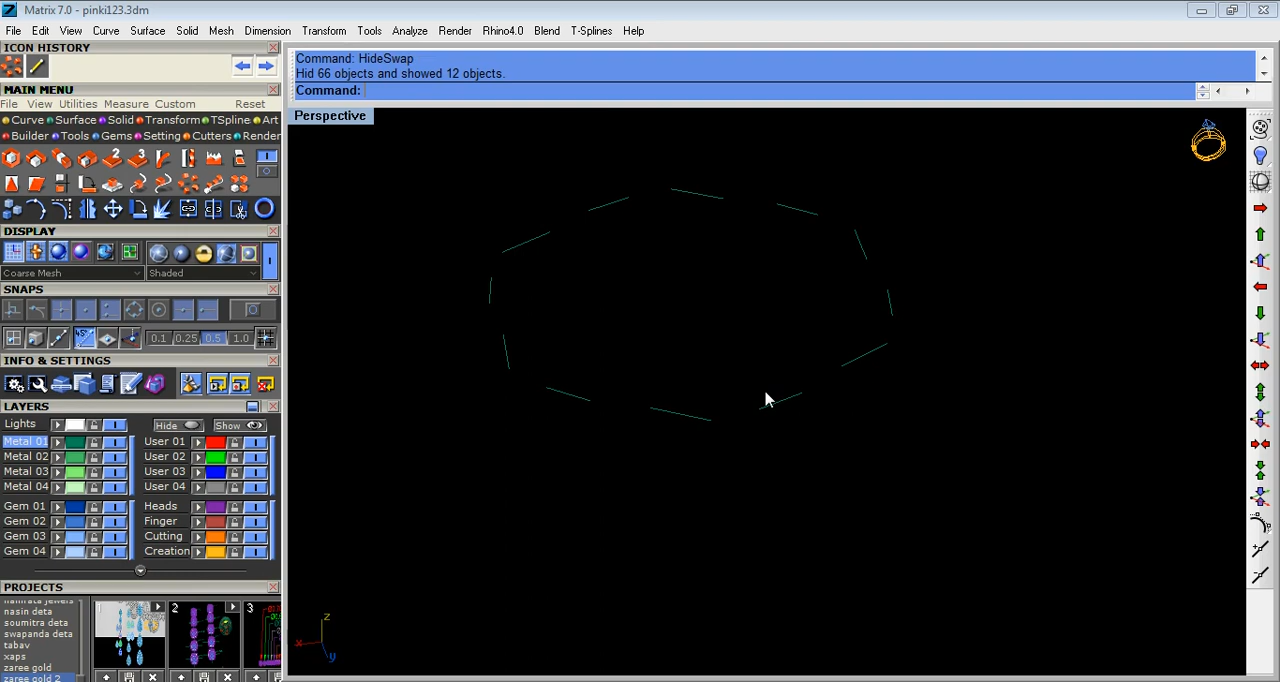 Matrix 7.0 - pinki123.3dm
File Edit View Curve Surface Solid Mesh Dimension Transform Tools Analyze Render Rhino4.0 Blend T-Splines Help
ICON HISTORY
Command: HideSwap
Hid 66 objects and showed 12 objects.
Command:
MAIN MENU
File View Utilities Measure Custom Reset
Curve Surface Solid Transform TSpline Art
Builder Tools Gems Setting Cutters Render
Perspective
DISPLAY
Coarse Mesh Shaded
SNAPS
45° 0.1 0.25 0.5 1.0
INFO & SETTINGS
LAYERS
Lights Hide Show
Metal 01 User 01
Metal 02 User 02
Metal 03 User 03
Metal 04 User 04
Gem 01 Heads
Gem 02 Finger
Gem 03 Cutting
Gem 04 Creation
PROJECTS
namrata jewels
nasin deta
soumitra deta
swapanda deta
tabav
xaps
zaree gold
zaree gold 2
1 2 3
z
x
y